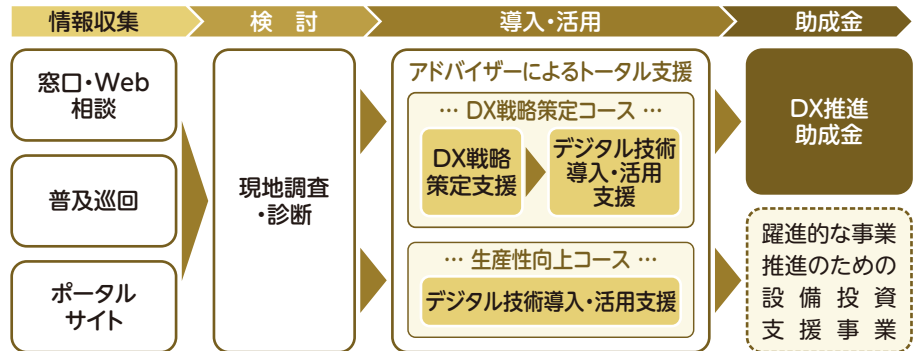 情報収集
検 討
導入・活用
助成金
窓口・Web
相談
普及巡回
ポータル
サイト
現地調査
・診断
アドバイザーによるトータル支援
… DX戦略策定コース …
DX戦略
策定支援
デジタル技術
導入・活用
支援
… 生産性向上コース …
デジタル技術導入・活用支援
DX推進
助成金
躍進的な事業
推進のための
設備投資
支援事業